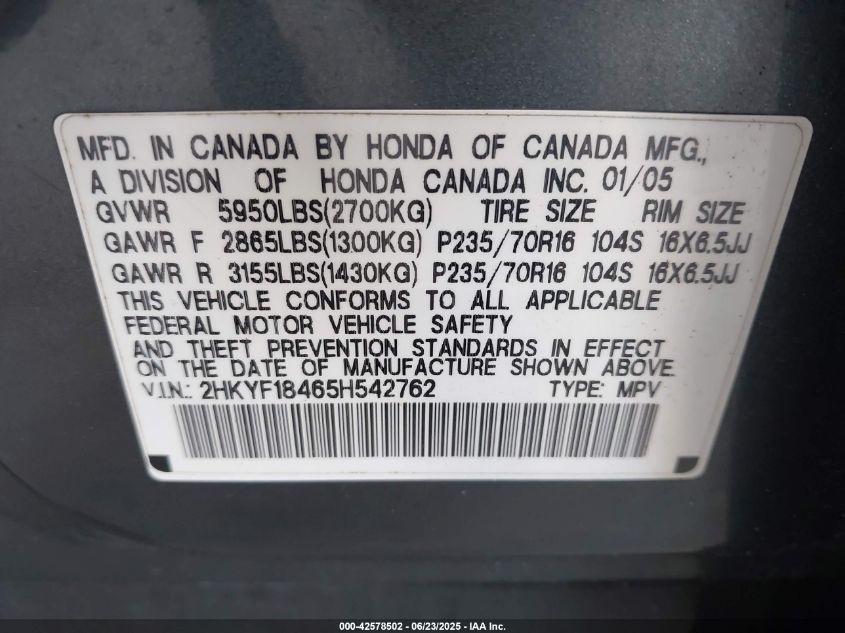 MFD. IN CANADA BY HONDA OF CANADA MFG.,
A DIVISION OF HONDA CANADA INC. 01/05
GVWR 5950LBS(2700KG) TIRE SIZE RIM SIZE
GAWR F 2865LBS(1300KG) P235/70R16 104S 16X6.5JJ
GAWR R 3155LBS(1430KG) P235/70R16 104S 16X6.5JJ
THIS VEHICLE CONFORMS TO ALL APPLICABLE
FEDERAL MOTOR VEHICLE SAFETY
AND THEFT PREVENTION STANDARDS IN EFFECT
ON THE DATE OF MANUFACTURE SHOWN ABOVE.
V.I.N.: 2HKYF18465H542762 TYPE: MPV
000-42578502 - 06/23/2025 - IAA Inc.